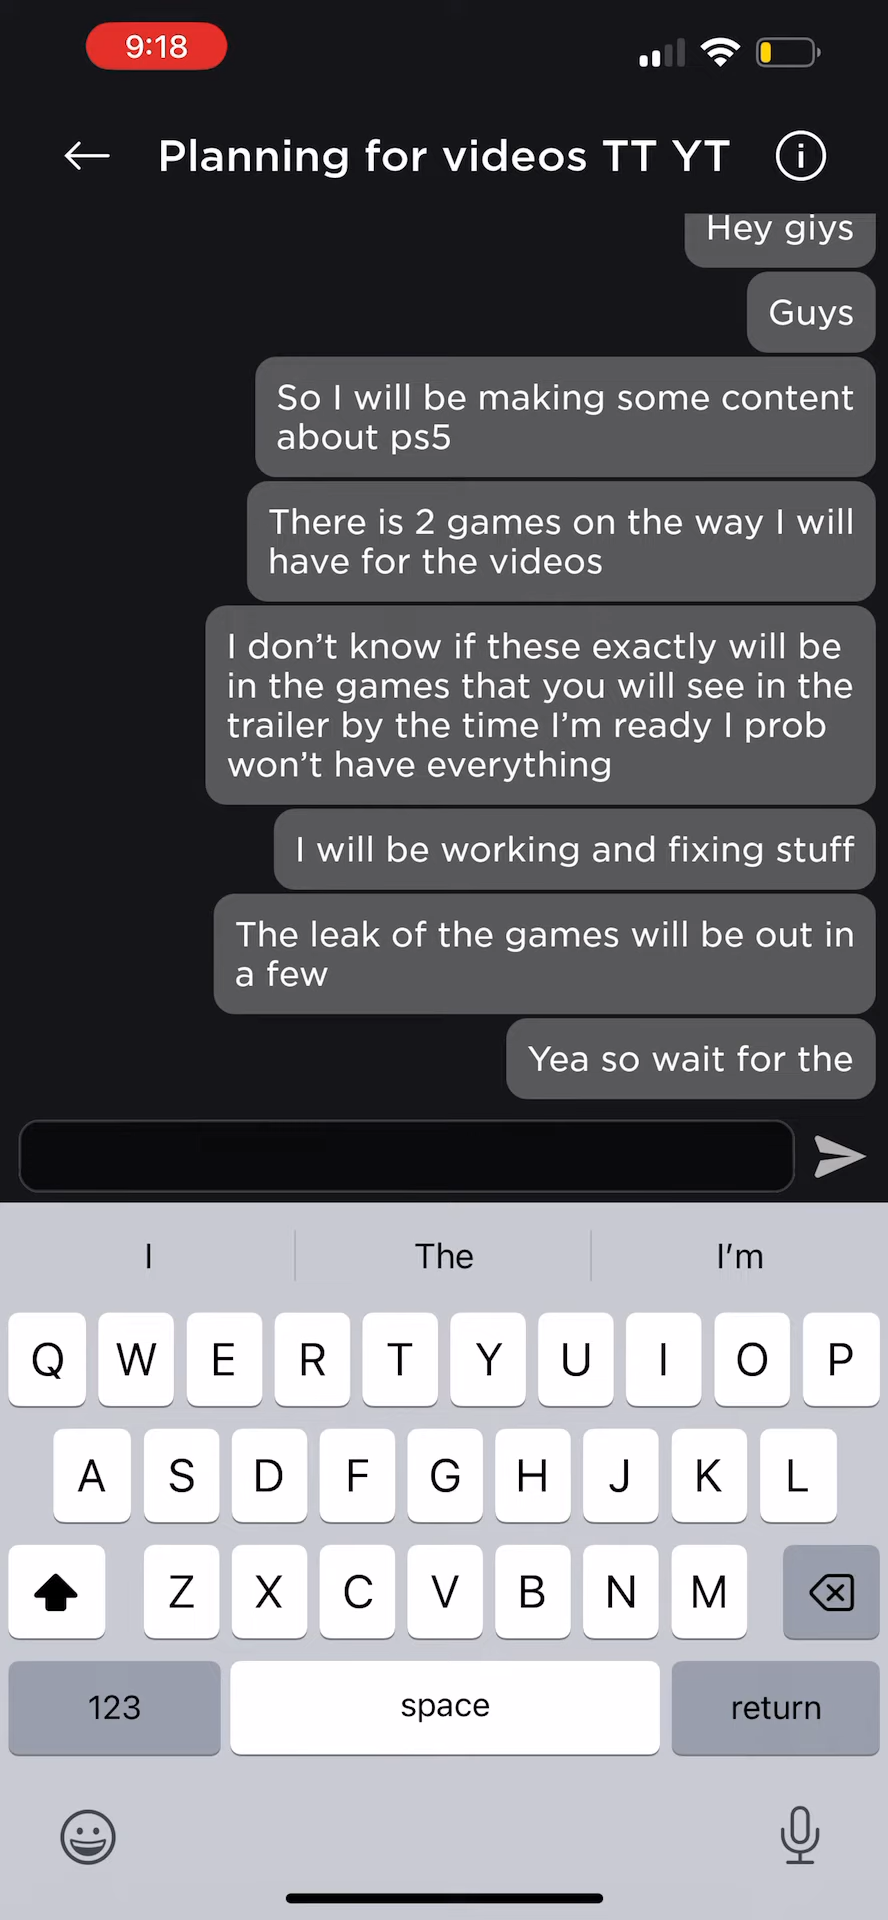 9:18
Planning for videos TT YT
Hey giys
Guys
So I will be making some content
about ps5
There is 2 games on the way I will
have for the videos
I don’t know if these exactly will be
in the games that you will see in the
trailer by the time I’m ready I prob
won’t have everything
I will be working and fixing stuff
The leak of the games will be out in
a few
Yea so wait for the
I The I’m
Q W E R T Y U I O P
A S D F G H J K L
Z X C V B N M
123 space return